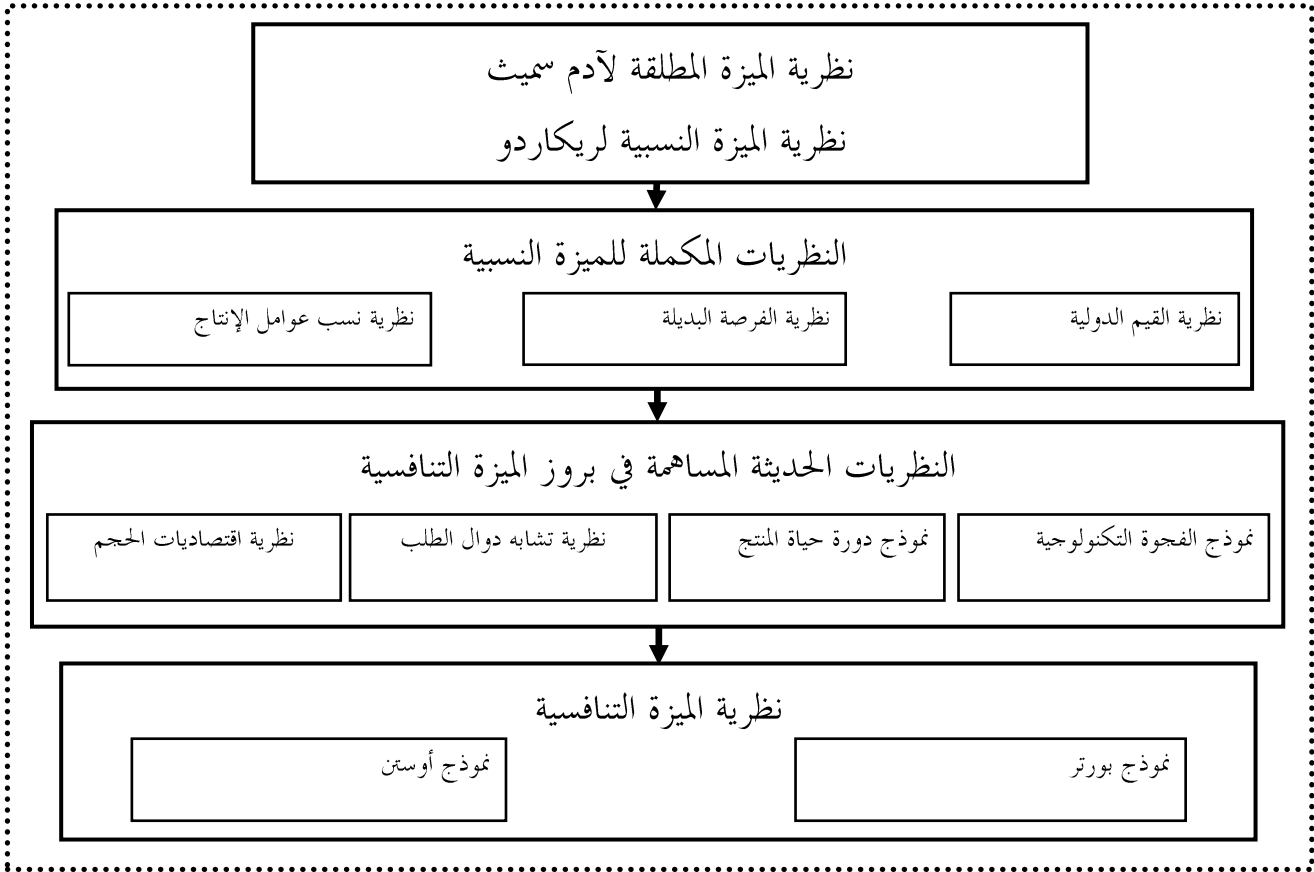 نظرية الميزة المطلقة لآدم سميث
نظرية الميزة النسبية لريكاردو
النظريات المكملة للميزة النسبية
نظرية القيم الدولية
نظرية الفرصة البديلة
نظرية نسب عوامل الإنتاج
النظريات الحديثة المساهمة في بروز الميزة التنافسية
نموذج الفجوة التكنولوجية
نموذج دورة حياة المنتج
نظرية تشابه دوال الطلب
نظرية اقتصاديات الحجم
نظرية الميزة التنافسية
نموذج بورتر
نموذج أوستن